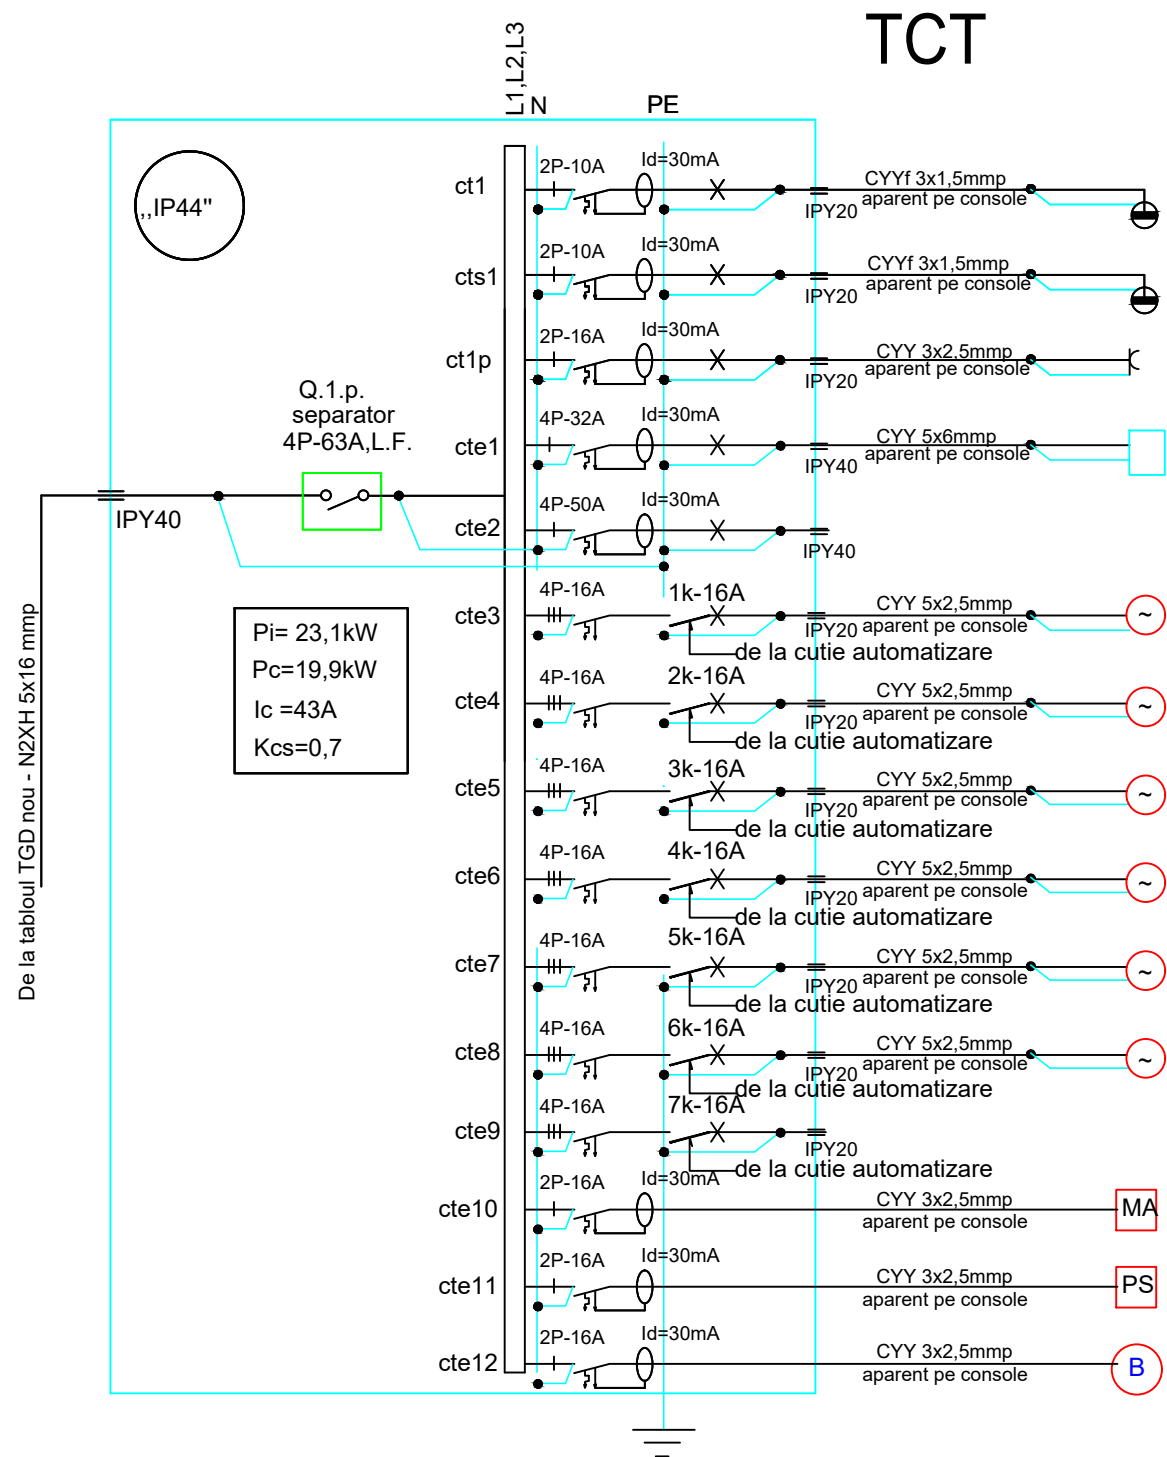 TCT
L1,L2,L3
N
PE
,,IP44"
ct1
2P-10A
Id=30mA
IPY20
CYYf 3x1,5mmp
aparent pe console
cts1
2P-10A
Id=30mA
IPY20
CYYf 3x1,5mmp
aparent pe console
ct1p
2P-16A
Id=30mA
IPY20
CYY 3x2,5mmp
aparent pe console
Q.1.p.
separator
4P-63A,L.F.
cte1
4P-32A
Id=30mA
IPY40
CYY 5x6mmp
aparent pe console
IPY40
cte2
4P-50A
Id=30mA
IPY40
De la tabloul TGD nou - N2XH 5x16 mmp
Pi= 23,1kW
Pc=19,9kW
Ic =43A
Kcs=0,7
cte3
4P-16A
1k-16A
IPY20
CYY 5x2,5mmp
aparent pe console
~
de la cutie automatizare
cte4
4P-16A
2k-16A
IPY20
CYY 5x2,5mmp
aparent pe console
~
de la cutie automatizare
cte5
4P-16A
3k-16A
IPY20
CYY 5x2,5mmp
aparent pe console
~
de la cutie automatizare
cte6
4P-16A
4k-16A
IPY20
CYY 5x2,5mmp
aparent pe console
~
de la cutie automatizare
cte7
4P-16A
5k-16A
IPY20
CYY 5x2,5mmp
aparent pe console
~
de la cutie automatizare
cte8
4P-16A
6k-16A
IPY20
CYY 5x2,5mmp
aparent pe console
~
de la cutie automatizare
cte9
4P-16A
7k-16A
IPY20
de la cutie automatizare
cte10
2P-16A
Id=30mA
CYY 3x2,5mmp
aparent pe console
MA
cte11
2P-16A
Id=30mA
CYY 3x2,5mmp
aparent pe console
PS
cte12
2P-16A
Id=30mA
CYY 3x2,5mmp
aparent pe console
B